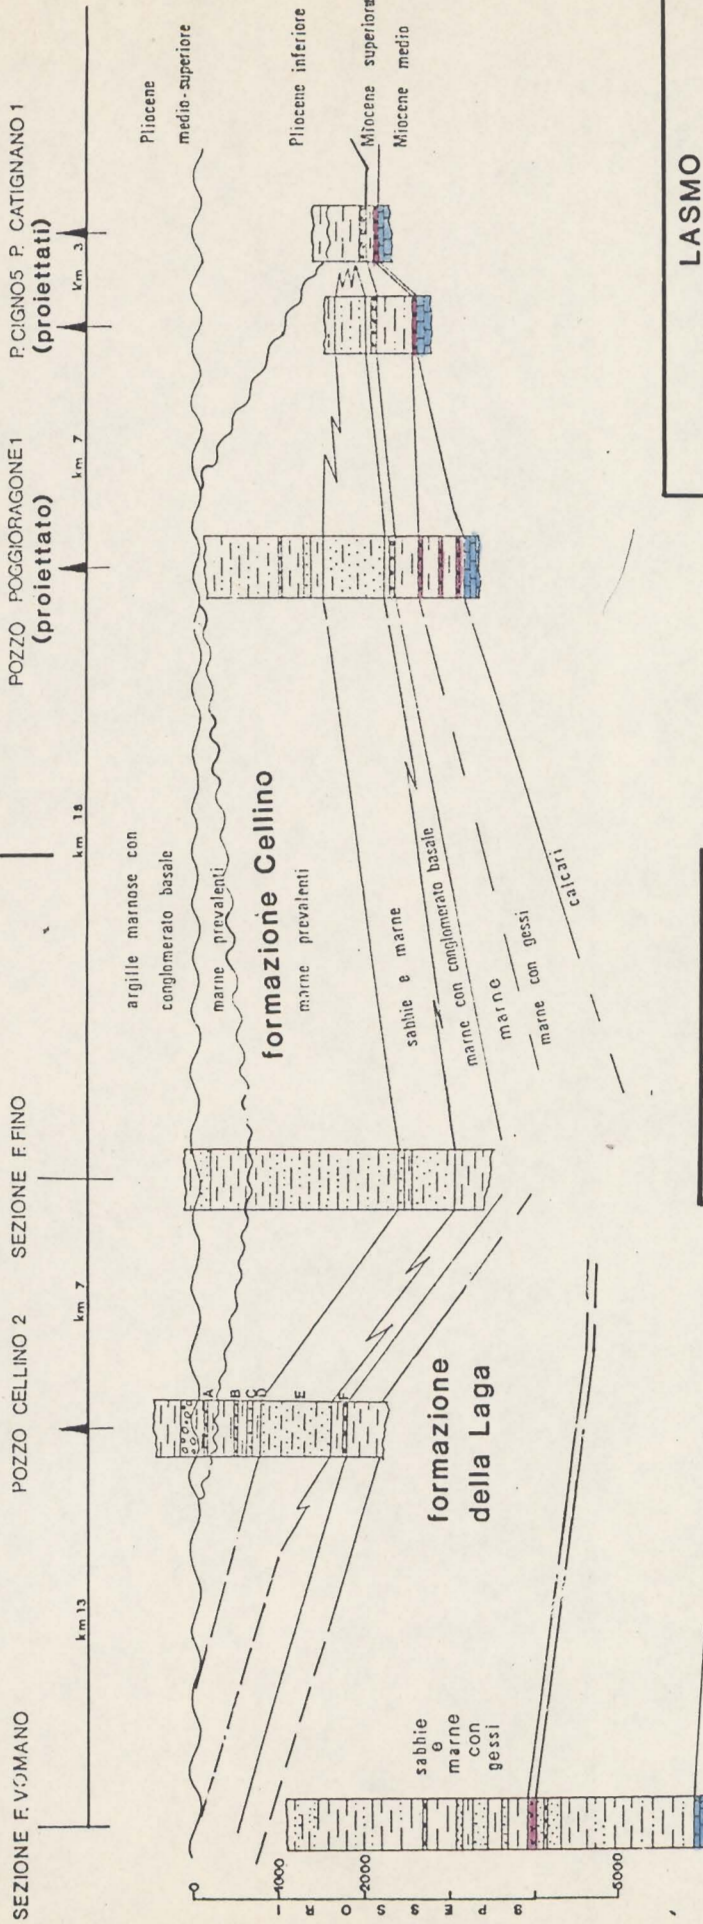 SEZIONE F. VOMANO
POZZO CELLINO 2
SEZIONE F. FINO
POZZO POGGIORAGONE 1
(proiettato)
P. CIGNO 5 P. CATIGNANO 1
(proiettati)
km 13
km 7
km 18
km 7
km 3
Pliocene
medio-superiore
Pliocene inferiore
Miocene superiore
Miocene medio
argille marnose con
conglomerato basale
marne prevalenti
formazione Cellino
marne prevalenti
sabbie e marne
marne con conglomerato basale
marne
marne con gessi
calcari
A
B
C
D
E
F
formazione
della Laga
sabbie
e
marne
con
gessi
0
1000
2000
5000
SPESSORI
LASMO